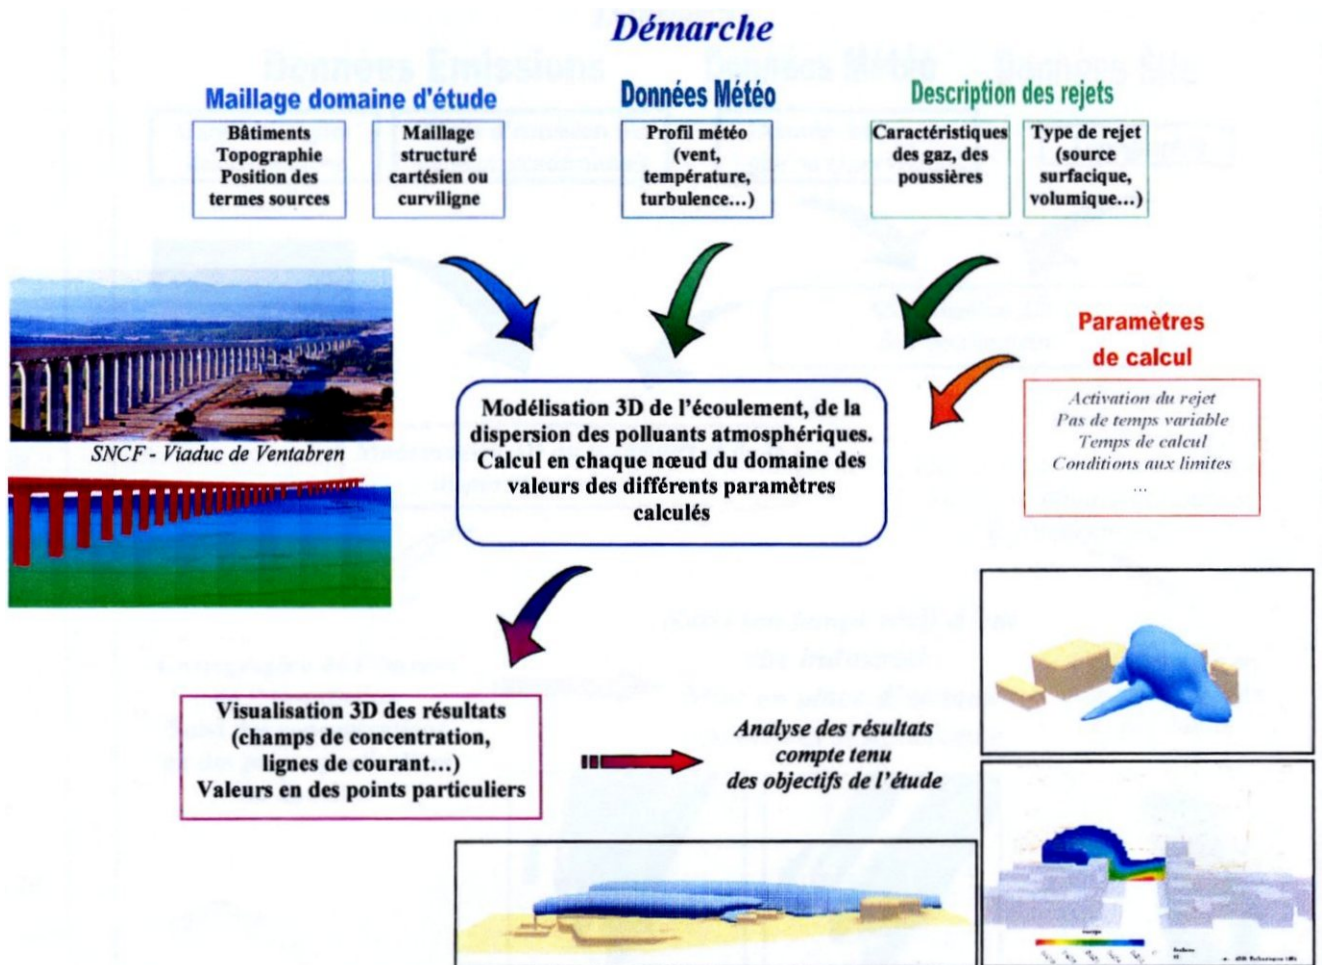 Démarche
Maillage domaine d'étude
Bâtiments
Topographie
Position des
termes sources
Maillage
structuré
cartésien ou
curviligne
Données Météo
Profil météo
(vent,
température,
turbulence...)
Description des rejets
Caractéristiques
des gaz, des
poussières
Type de rejet
(source
surfacique,
volumique...)
Paramètres
de calcul
Activation du rejet
Pas de temps variable
Temps de calcul
Conditions aux limites
...
SNCF - Viaduc de Ventabren
Modélisation 3D de l'écoulement, de la
dispersion des polluants atmosphériques.
Calcul en chaque nœud du domaine des
valeurs des différents paramètres
calculés
Visualisation 3D des résultats
(champs de concentration,
lignes de courant...)
Valeurs en des points particuliers
Analyse des résultats
compte tenu
des objectifs de l'étude